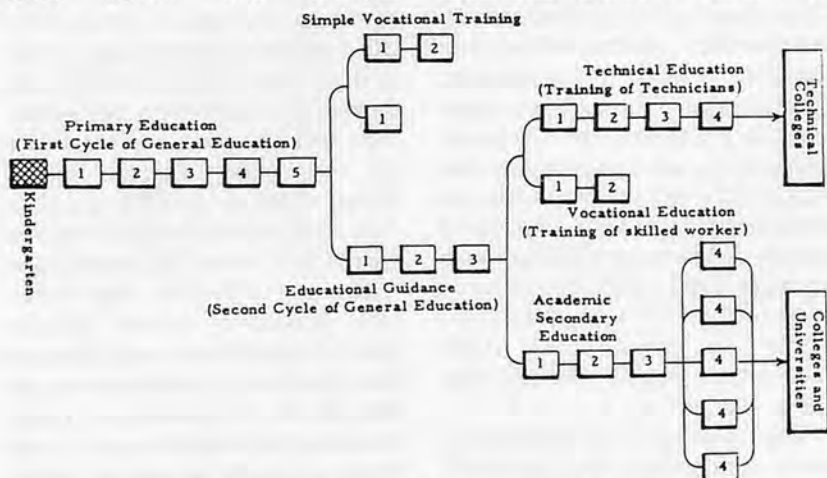 Simple Vocational Training
1 2
1
Primary Education
(First Cycle of General Education)
1 2 3 4 5
Kindergarten
1 2 3
Educational Guidance
(Second Cycle of General Education)
Technical Education
(Training of Technicians)
1 2 3 4
Technical
Colleges
1 2
Vocational Education
(Training of skilled worker)
Academic
Secondary
Education
1 2 3
4
4
4
4
4
Colleges and
Universities